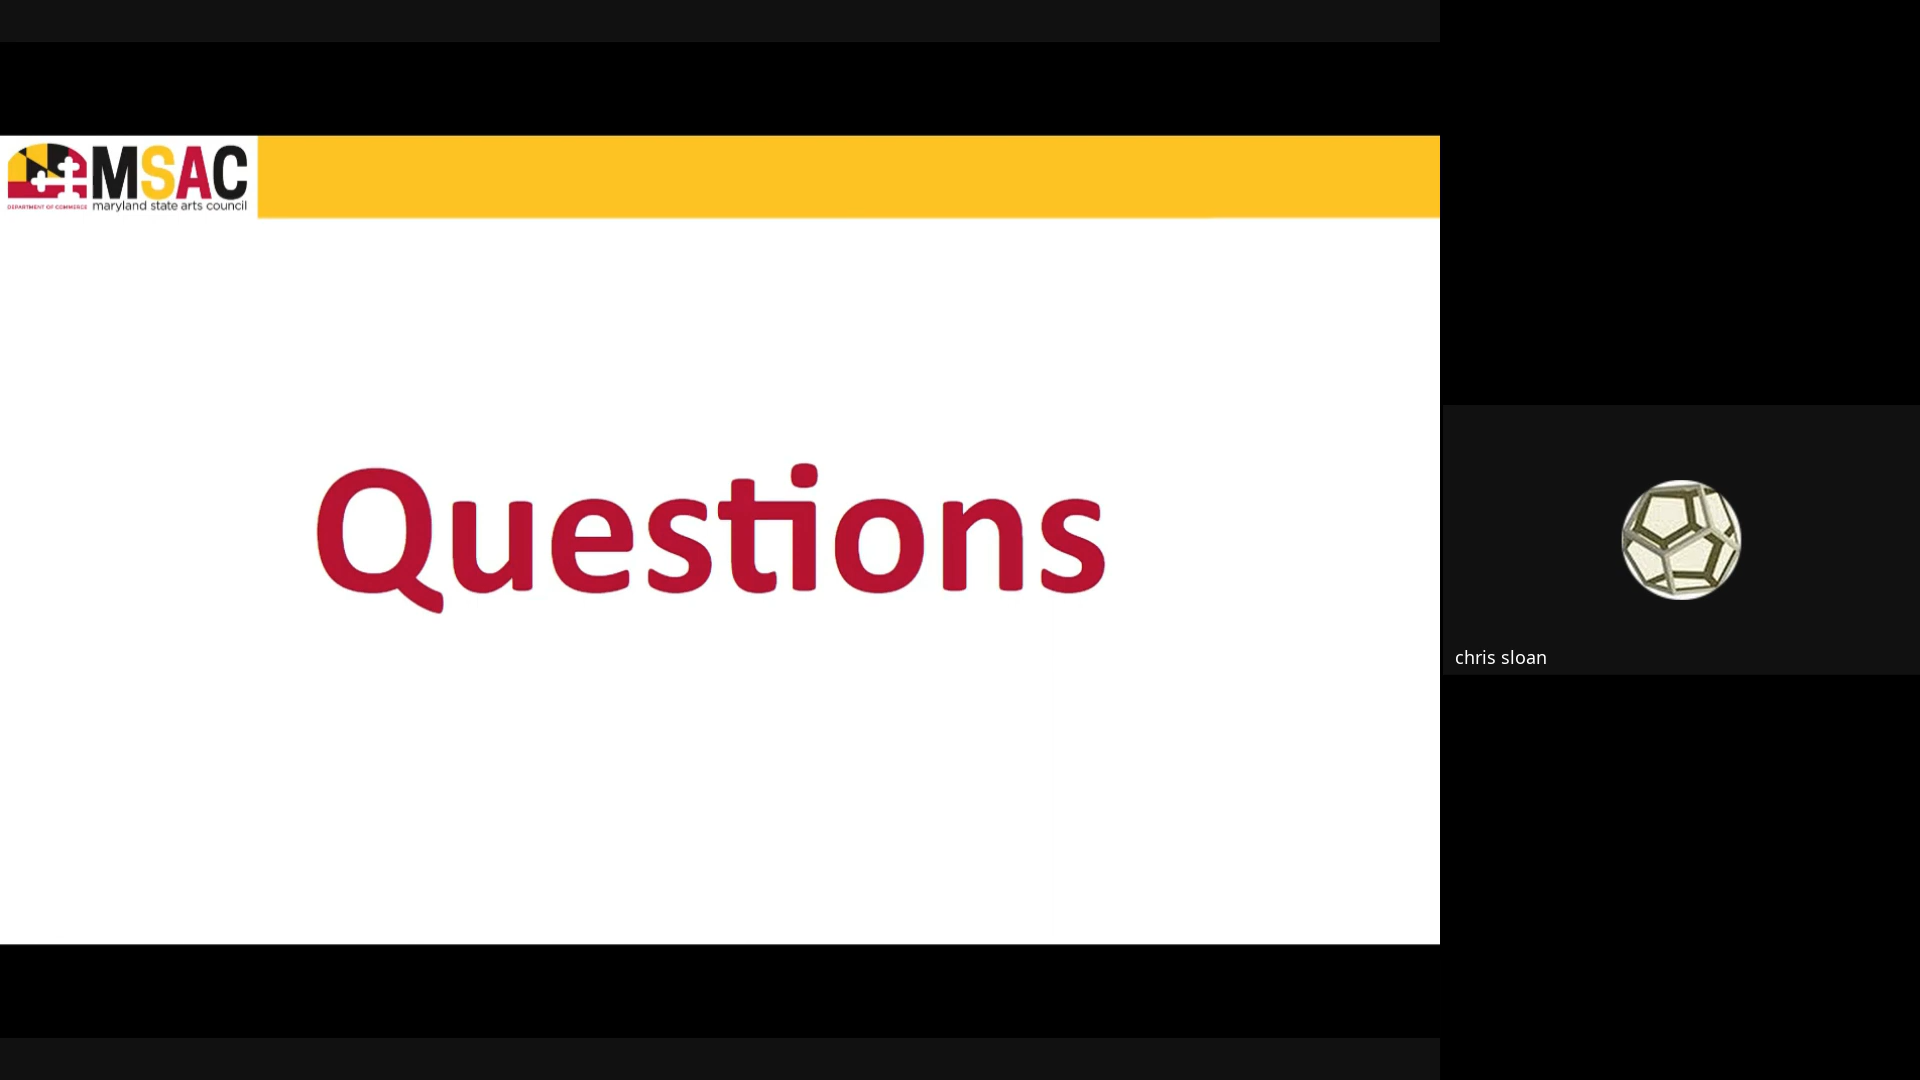 MSAC
DEPARTMENT OF COMMERCE
maryland state arts council
Questions
chris sloan